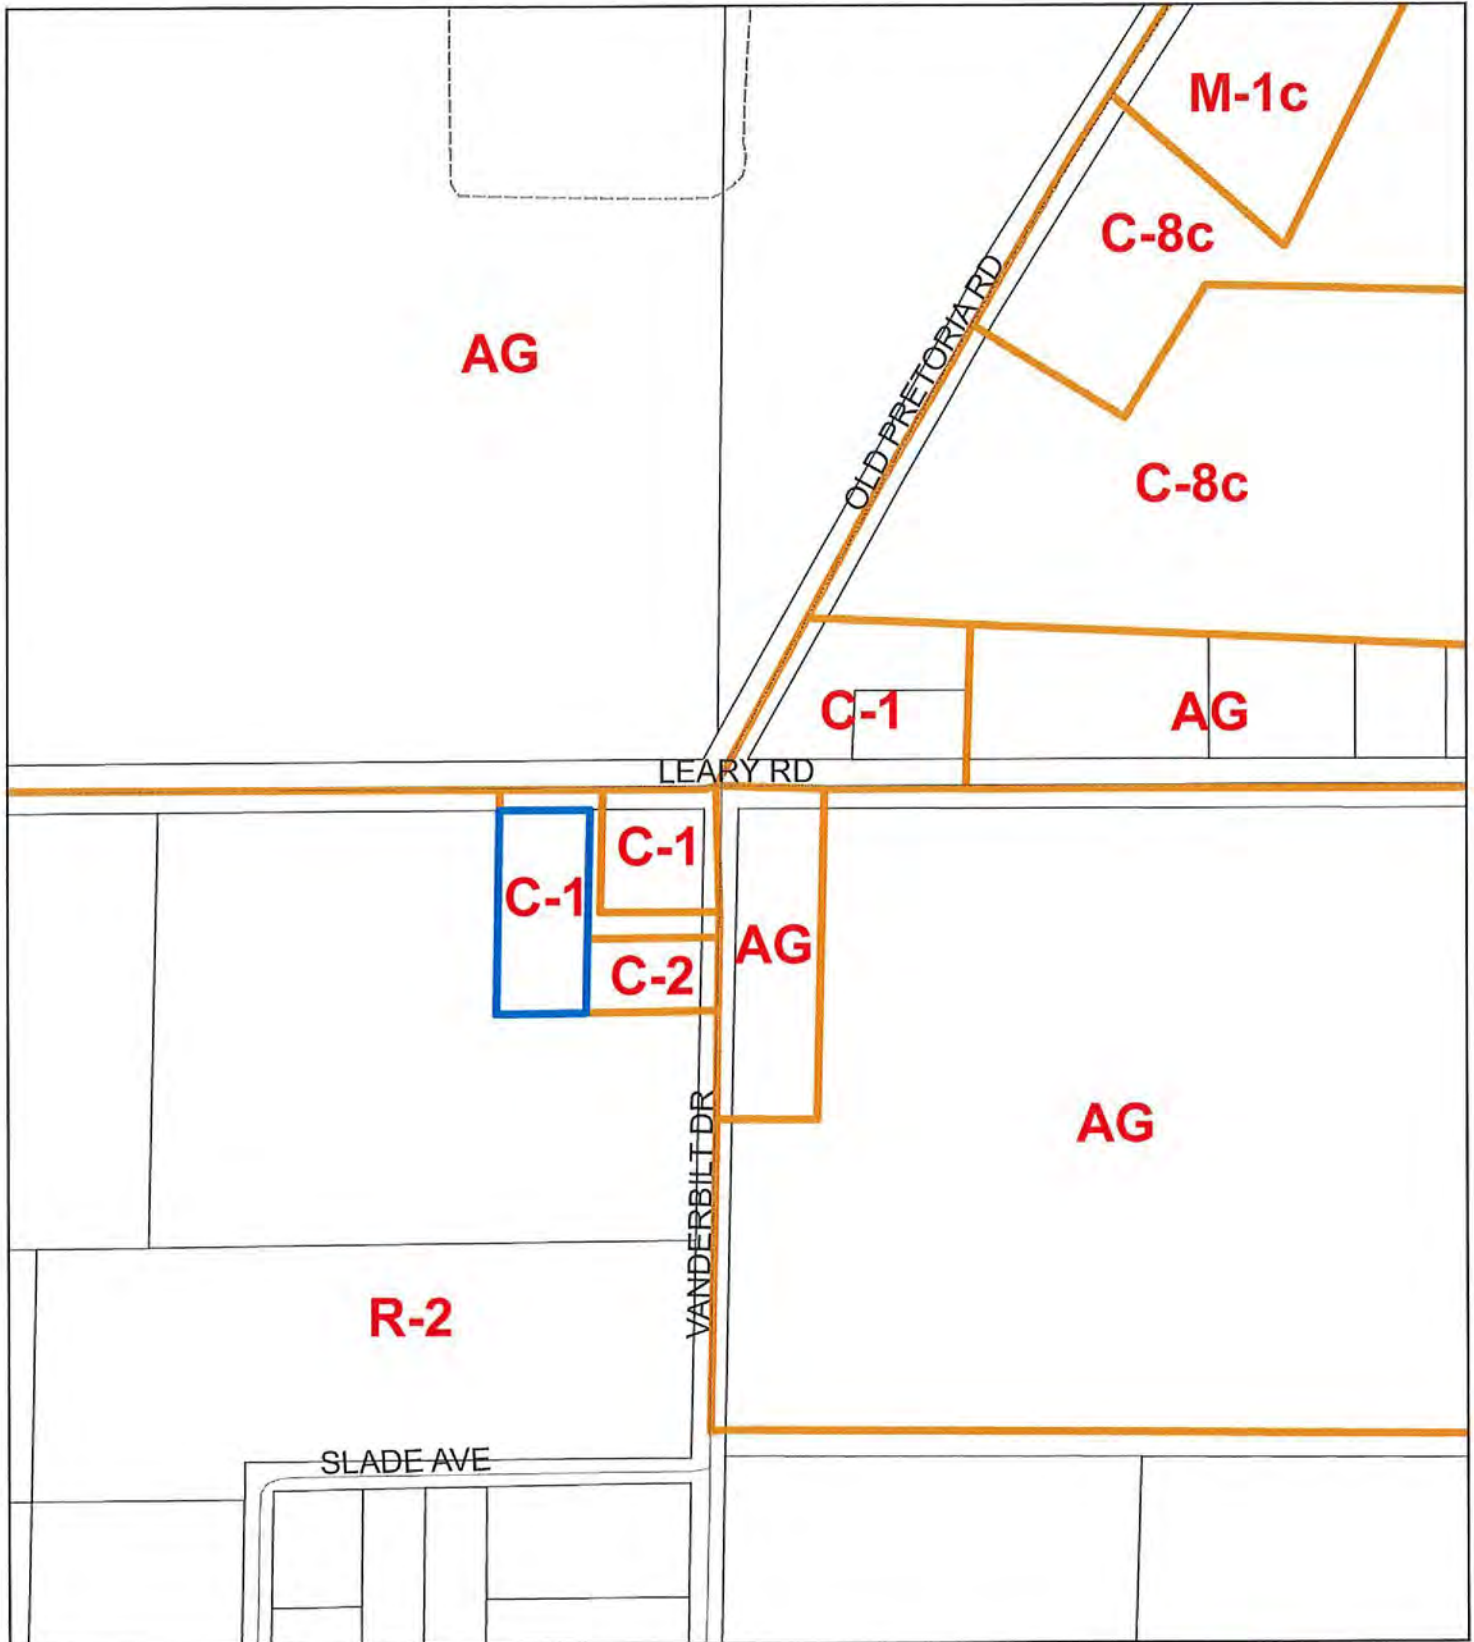 M-1c
C-8c
AG
OLD PRETORIA RD
C-8c
C-1
AG
LEARY RD
C-1
C-1
AG
C-2
AG
VANDERBILT DR
R-2
SLADE AVE